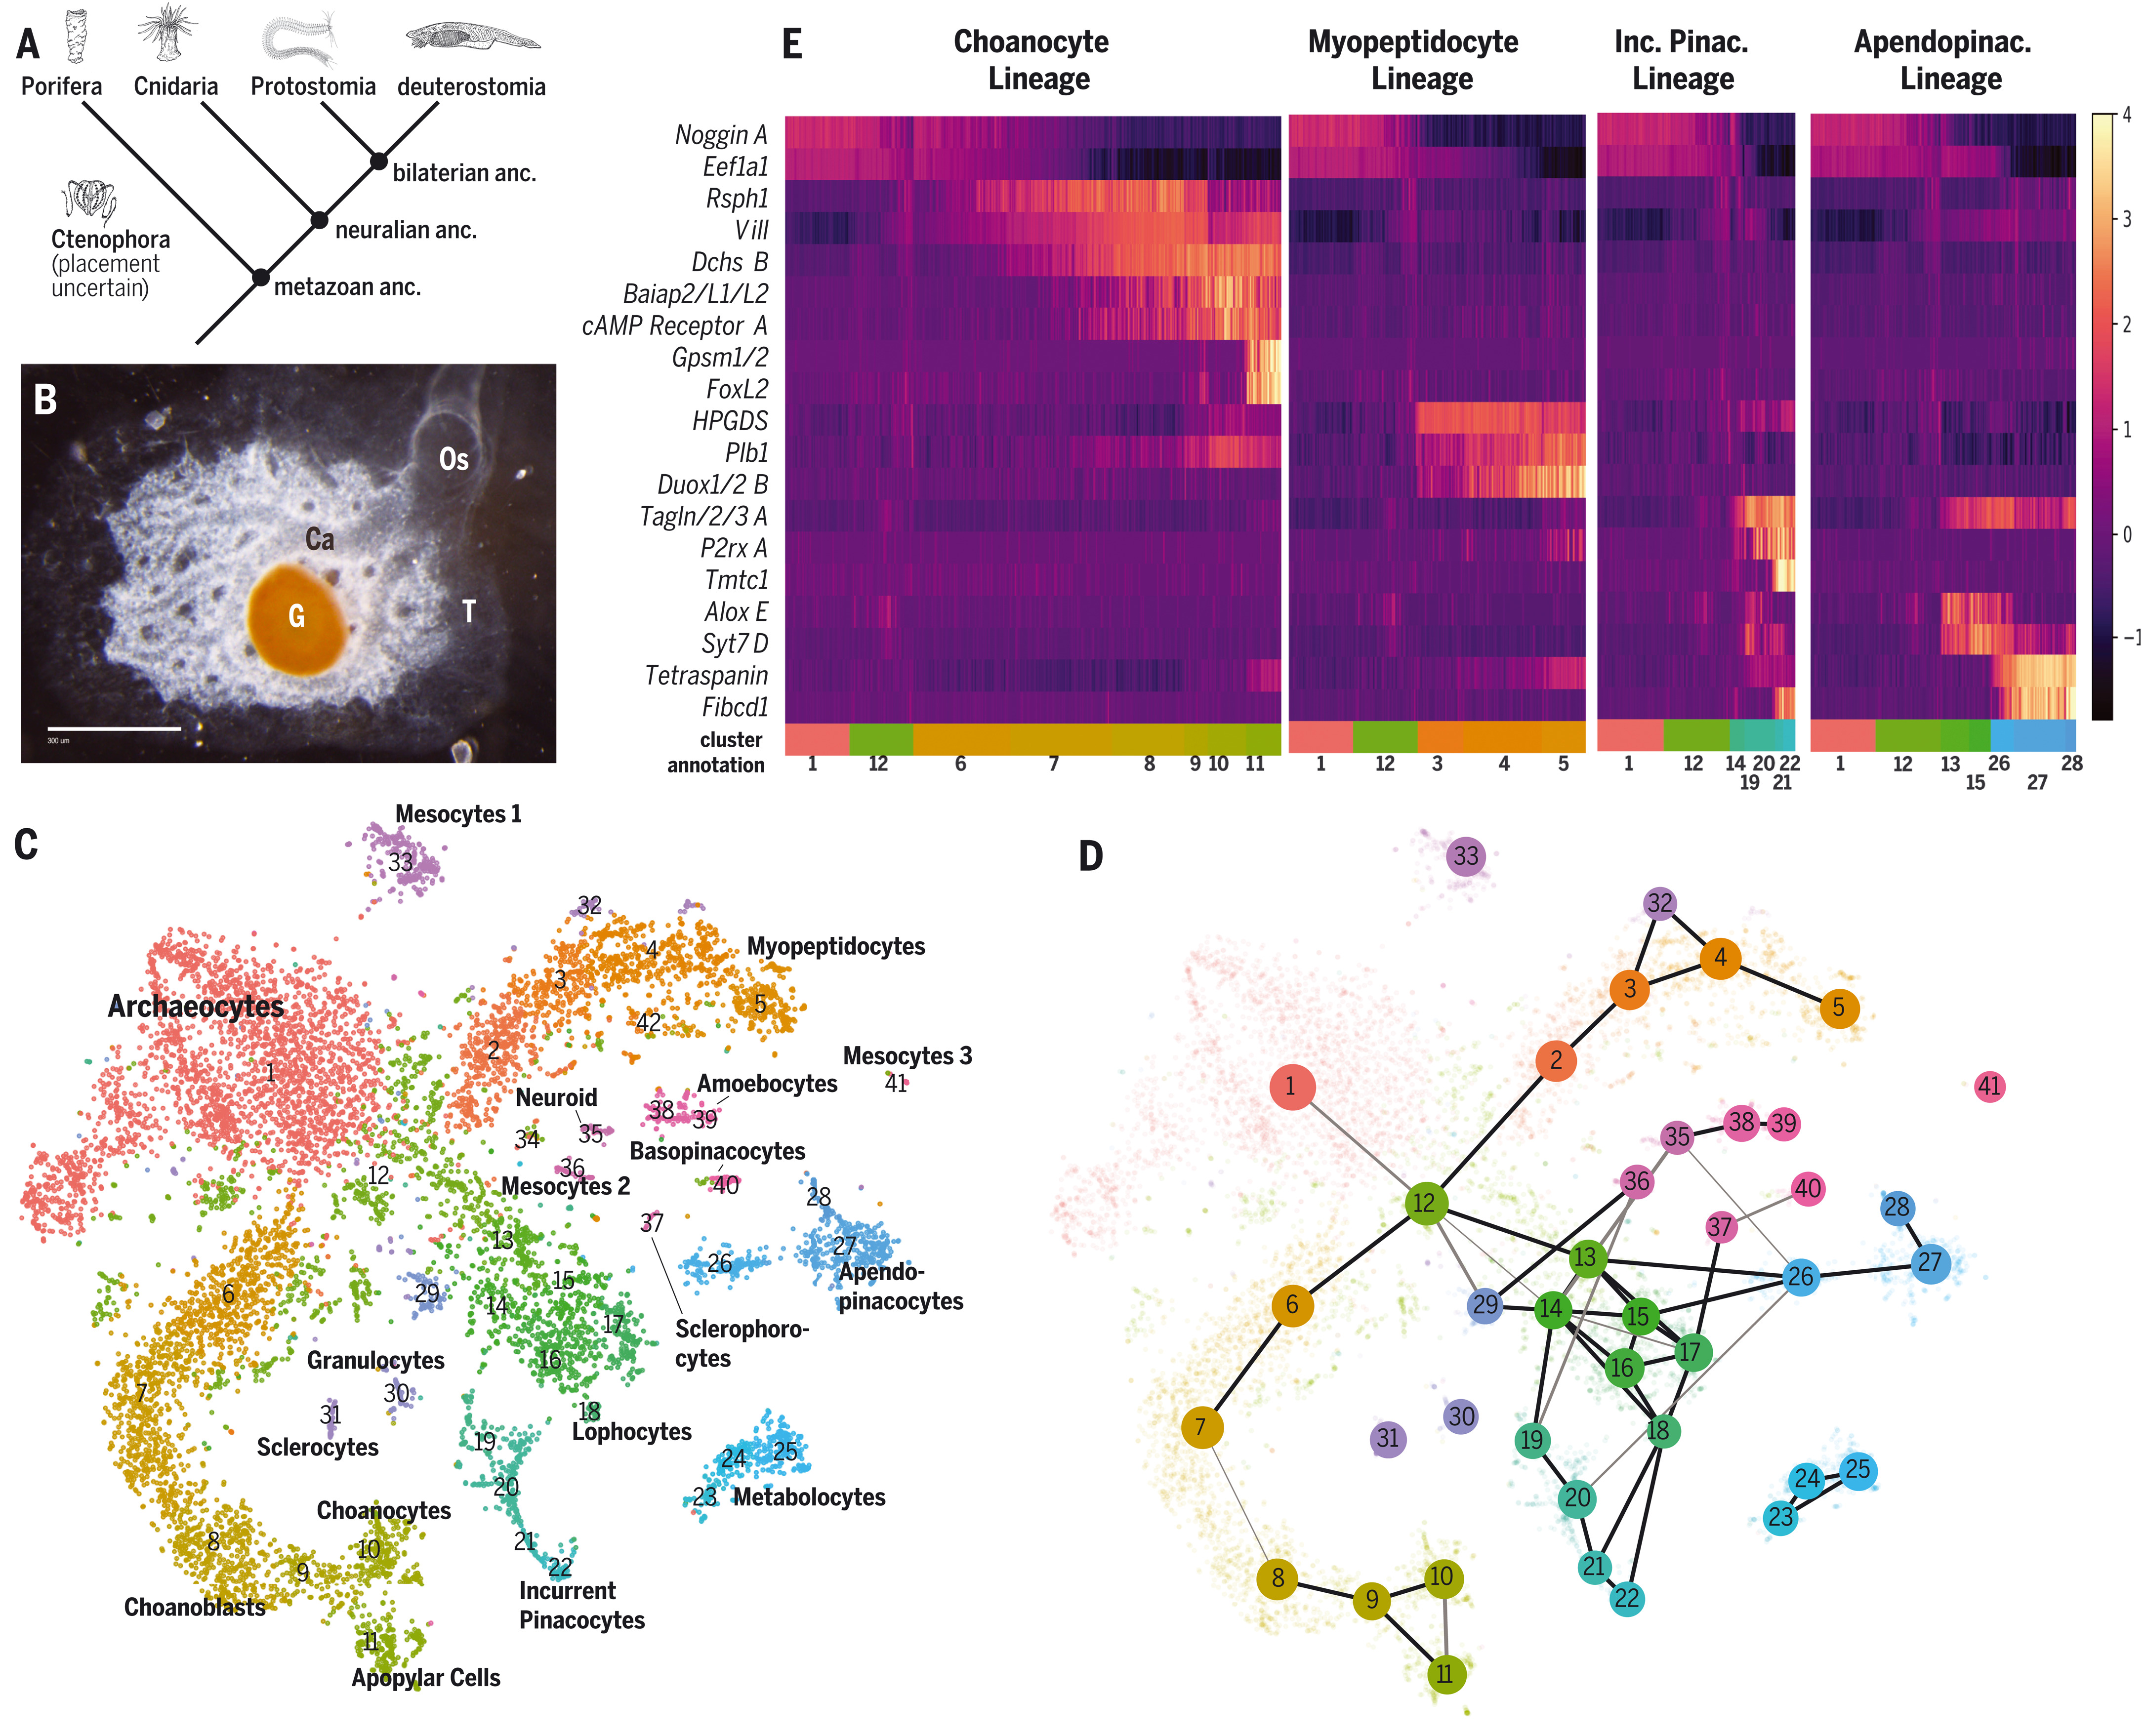 A
Porifera
Cnidaria
Protostomia
deuterostomia
bilaterian anc.
neuralian anc.
metazoan anc.
Ctenophora
(placement
uncertain)
B
Os
Ca
G
T
300 um
E
Choanocyte
Lineage
Myopeptidocyte
Lineage
Inc. Pinac.
Lineage
Apendopinac.
Lineage
Noggin A
Eef1a1
Rsph1
Vill
Dchs B
Baiap2/L1/L2
cAMP Receptor A
Gpsm1/2
FoxL2
HPGDS
Plb1
Duox1/2 B
Tagln/2/3 A
P2rx A
Tmtc1
Alox E
Syt7 D
Tetraspanin
Fibcd1
cluster
annotation
1 12 6 7 8 9 10 11
1 12 3 4 5
1 12 14 20 22
19 21
1 12 13 26 28
15 27
4
3
2
1
0
−1
C
Mesocytes 1
33
32
4
Myopeptidocytes
3
5
42
2
Archaeocytes
1
Mesocytes 3
41
Amoebocytes
38
39
Neuroid
35
34
36
Mesocytes 2
Basopinacocytes
40
12
28
37
13
27
26
Apendo-
pinacocytes
15
6
29
14
17
Sclerophoro-
cytes
16
Granulocytes
30
7
31
18
Lophocytes
Sclerocytes
19
24
25
20
23
Metabolocytes
Choanocytes
8
10
21
9
22
Incurrent
Pinacocytes
Choanoblasts
11
Apopylar Cells
D
33
32
4
3
5
2
1
41
38
39
35
36
40
12
28
37
13
27
26
6
29
14
15
17
16
7
30
31
19
18
24
25
20
23
21
8
10
9
22
11